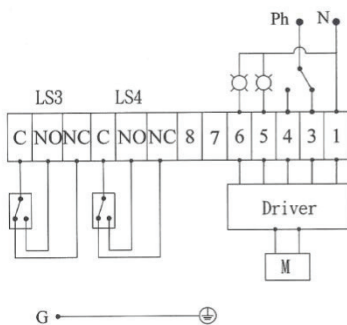 Ph N
LS3 LS4
C NO NC C NO NC 8 7 6 5 4 3 1
Driver
M
G